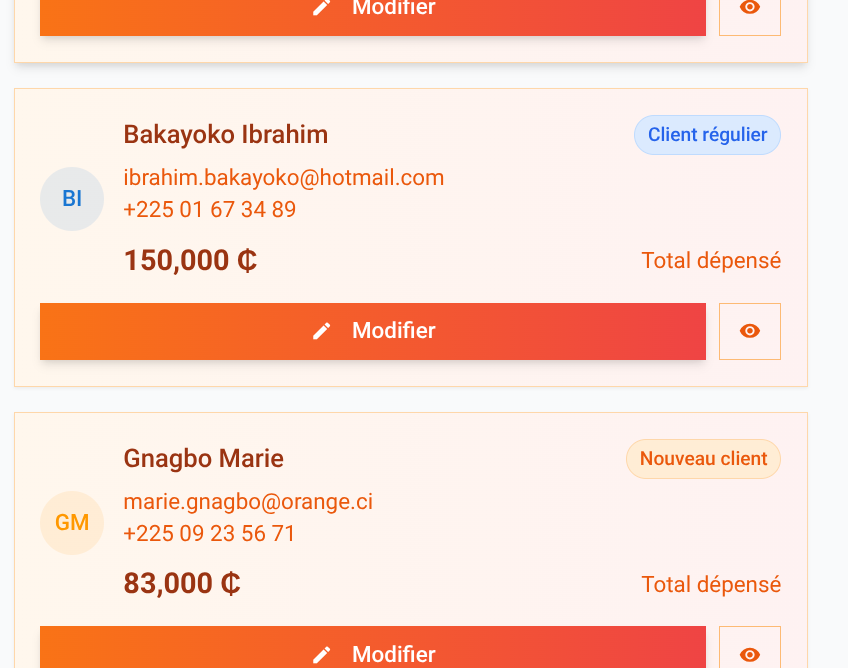 Modifier
Bakayoko Ibrahim
Client régulier
BI
ibrahim.bakayoko@hotmail.com
+225 01 67 34 89
150,000 ₵
Total dépensé
Modifier
Gnagbo Marie
Nouveau client
GM
marie.gnagbo@orange.ci
+225 09 23 56 71
83,000 ₵
Total dépensé
Modifier